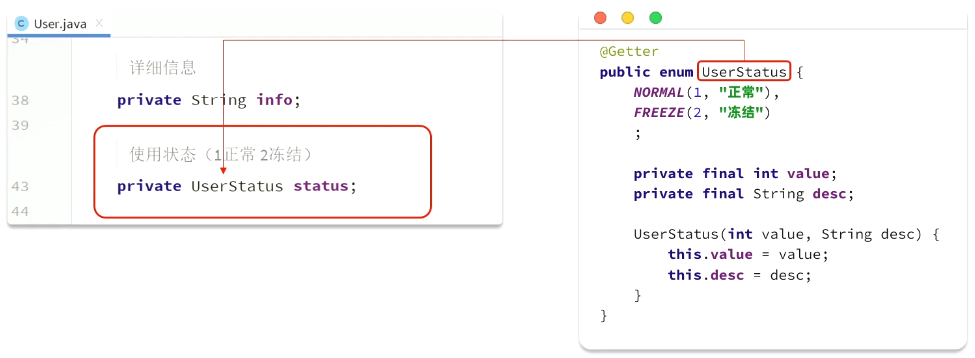 User.java
34
详细信息
38 private String info;
39
使用状态（1正常 2冻结）
43 private UserStatus status;
44
@Getter
public enum UserStatus {
NORMAL(1, "正常"),
FREEZE(2, "冻结")
;
private final int value;
private final String desc;
UserStatus(int value, String desc) {
this.value = value;
this.desc = desc;
}
}